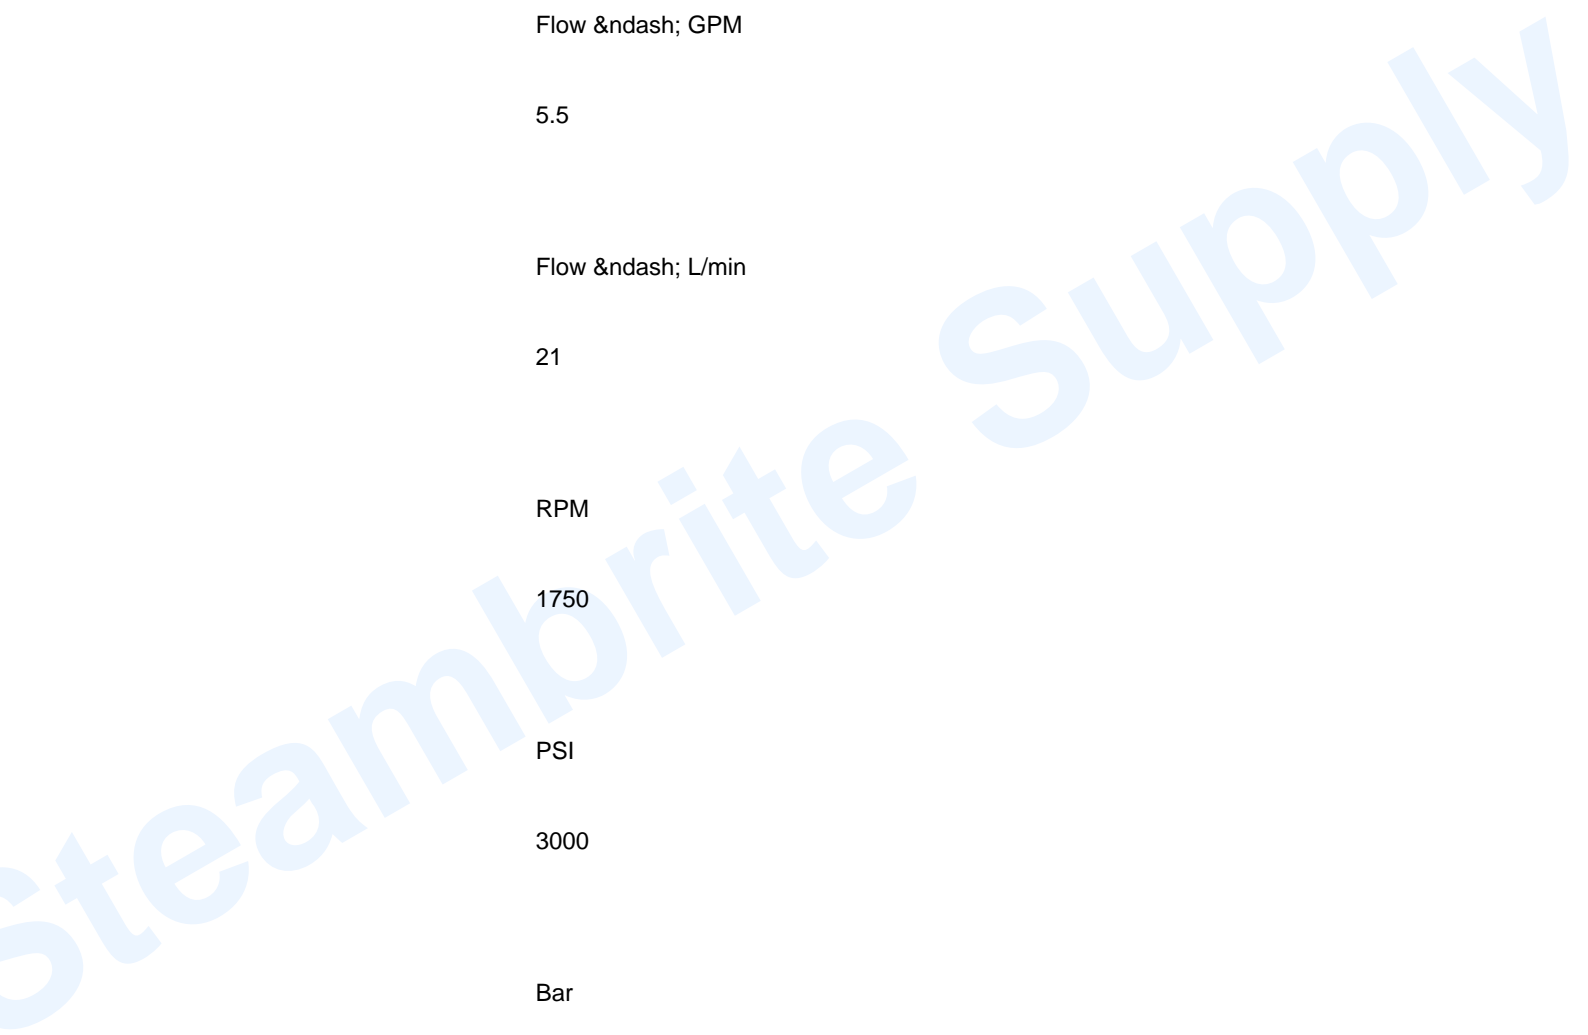 Flow &ndash; GPM
5.5
Flow &ndash; L/min
21
RPM
1750
PSI
3000
Bar
Steambrite Supply